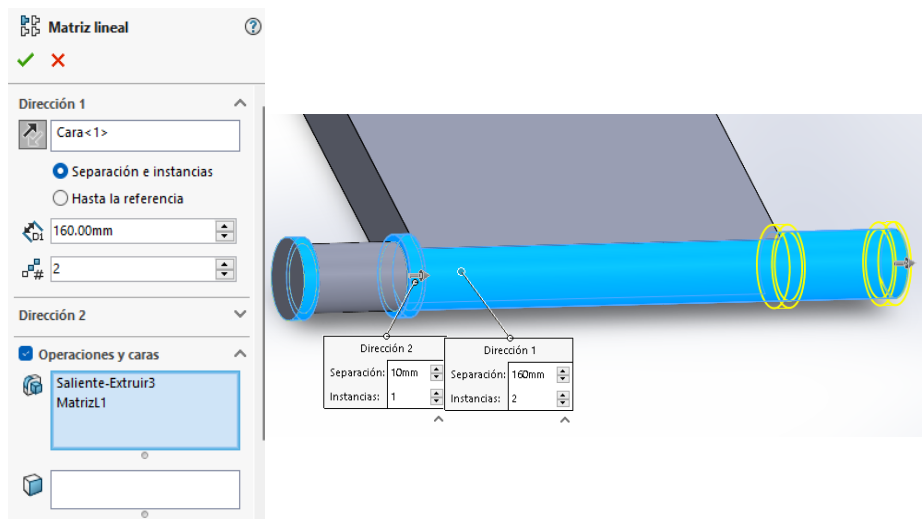 Matriz lineal
?
Dirección 1
Cara<1>
Separación e instancias
Hasta la referencia
D1
160.00mm
#
2
Dirección 2
Operaciones y caras
Saliente-Extruir3
MatrizL1
Dirección 2
Separación: 10mm
Instancias: 1
Dirección 1
Separación: 160mm
Instancias: 2